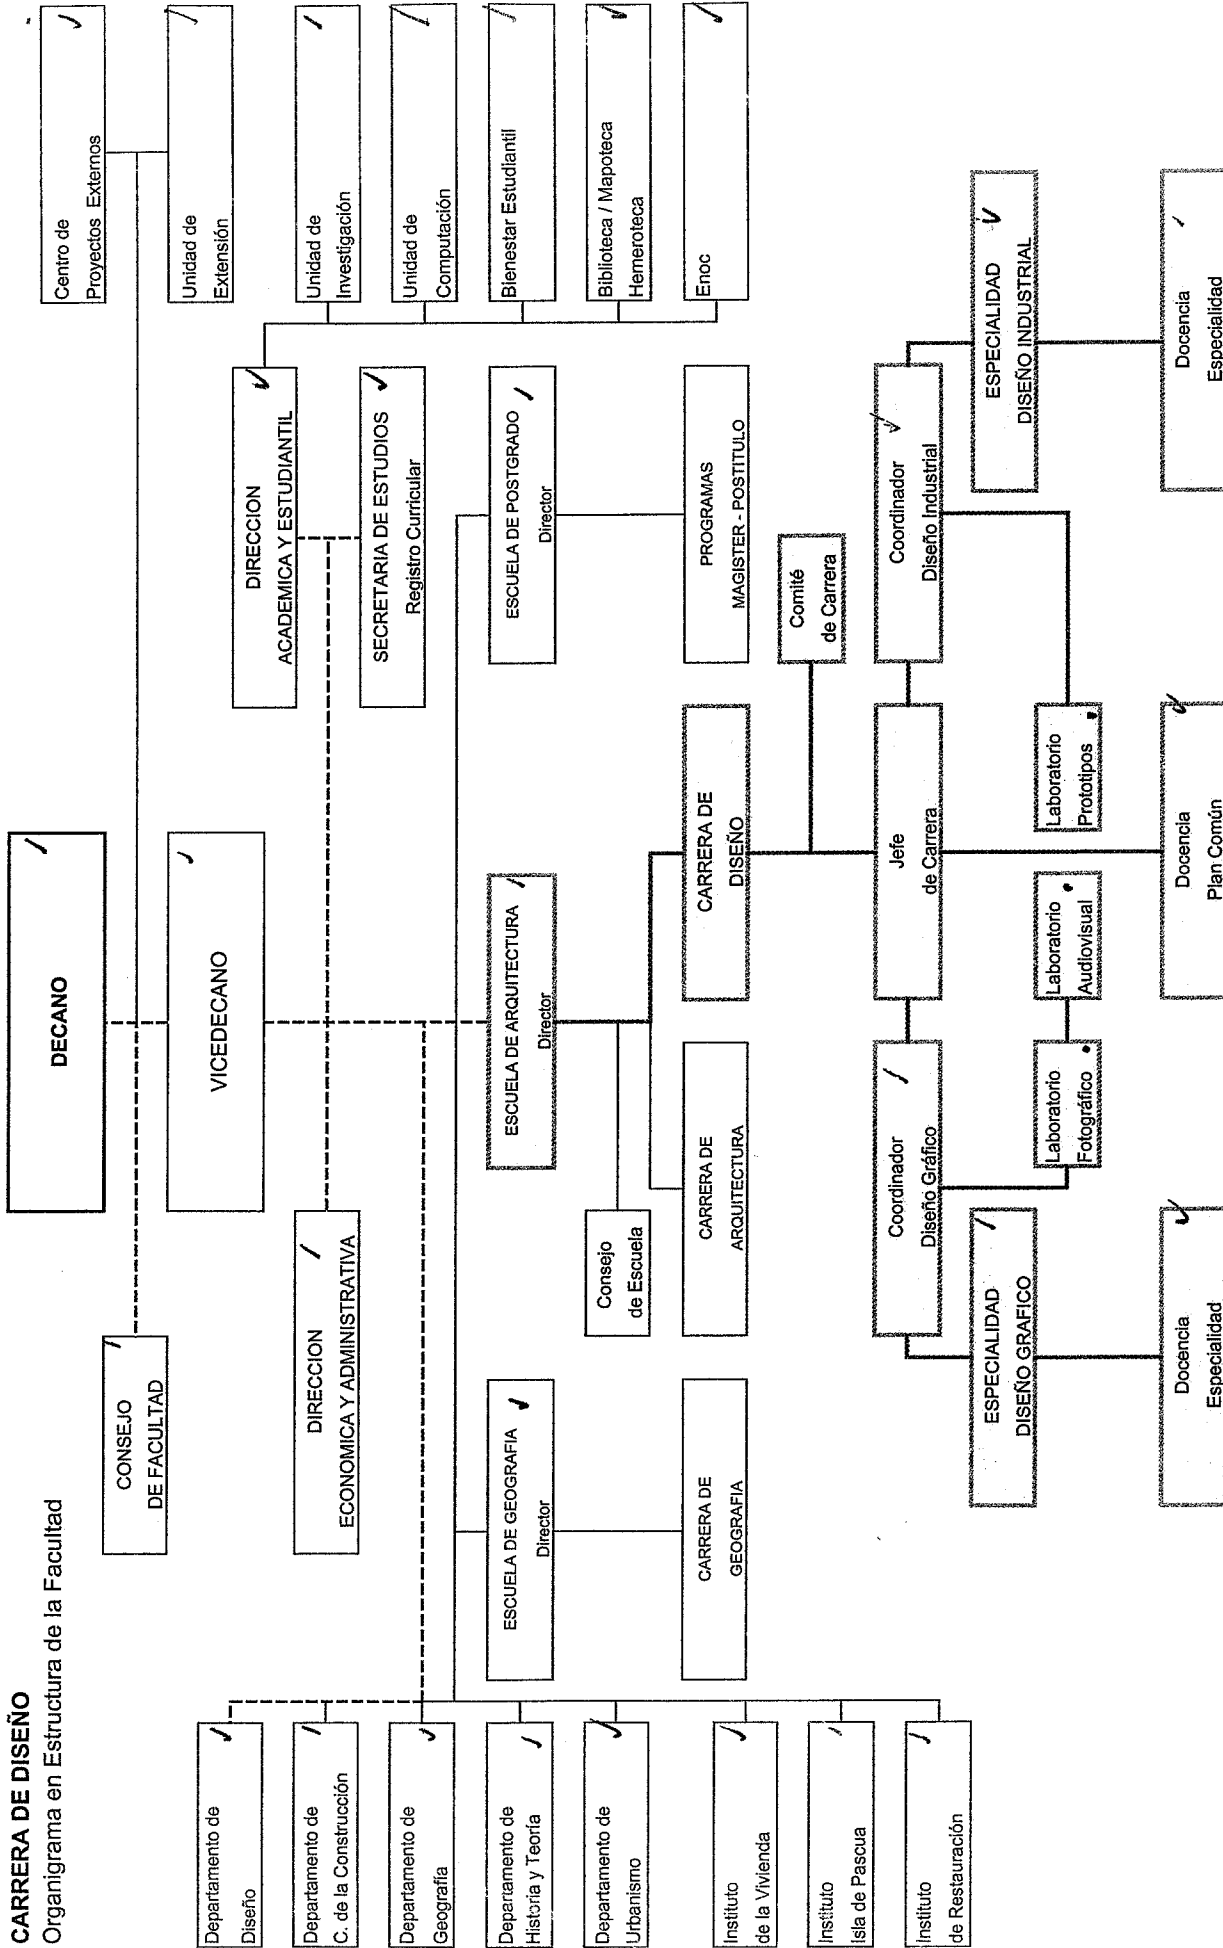 CARRERA DE DISEÑO
Organigrama en Estructura de la Facultad
DECANO
CONSEJO
DE FACULTAD
VICEDECANO
Centro de
Proyectos Externos
Unidad de
Extensión
DIRECCION
ECONOMICA Y ADMINISTRATIVA
DIRECCION
ACADEMICA Y ESTUDIANTIL
SECRETARIA DE ESTUDIOS
Registro Curricular
Unidad de
Investigación
Unidad de
Computación
Bienestar Estudiantil
Biblioteca / Mapoteca
Hemeroteca
Enoc
Departamento de
Diseño
Departamento de
C. de la Construcción
Departamento de
Geografía
Departamento de
Historia y Teoría
Departamento de
Urbanismo
Instituto
de la Vivienda
Instituto
Isla de Pascua
Instituto
de Restauración
ESCUELA DE GEOGRAFIA
Director
ESCUELA DE ARQUITECTURA
Director
ESCUELA DE POSTGRADO
Director
Consejo
de Escuela
CARRERA DE
GEOGRAFIA
CARRERA DE
ARQUITECTURA
CARRERA DE
DISEÑO
PROGRAMAS
MAGISTER - POSTITULO
Comité
de Carrera
Coordinador
Diseño Gráfico
Jefe
de Carrera
Coordinador
Diseño Industrial
ESPECIALIDAD
DISEÑO GRAFICO
ESPECIALIDAD
DISEÑO INDUSTRIAL
Laboratorio
Fotográfico
Laboratorio
Audiovisual
Laboratorio
Prototipos
Docencia
Especialidad
Docencia
Plan Común
Docencia
Especialidad